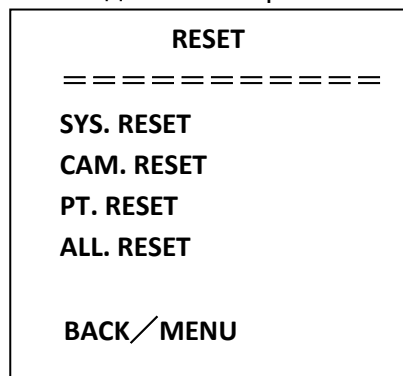 RESET
===========
SYS. RESET
CAM. RESET
PT. RESET
ALL. RESET
BACK／MENU